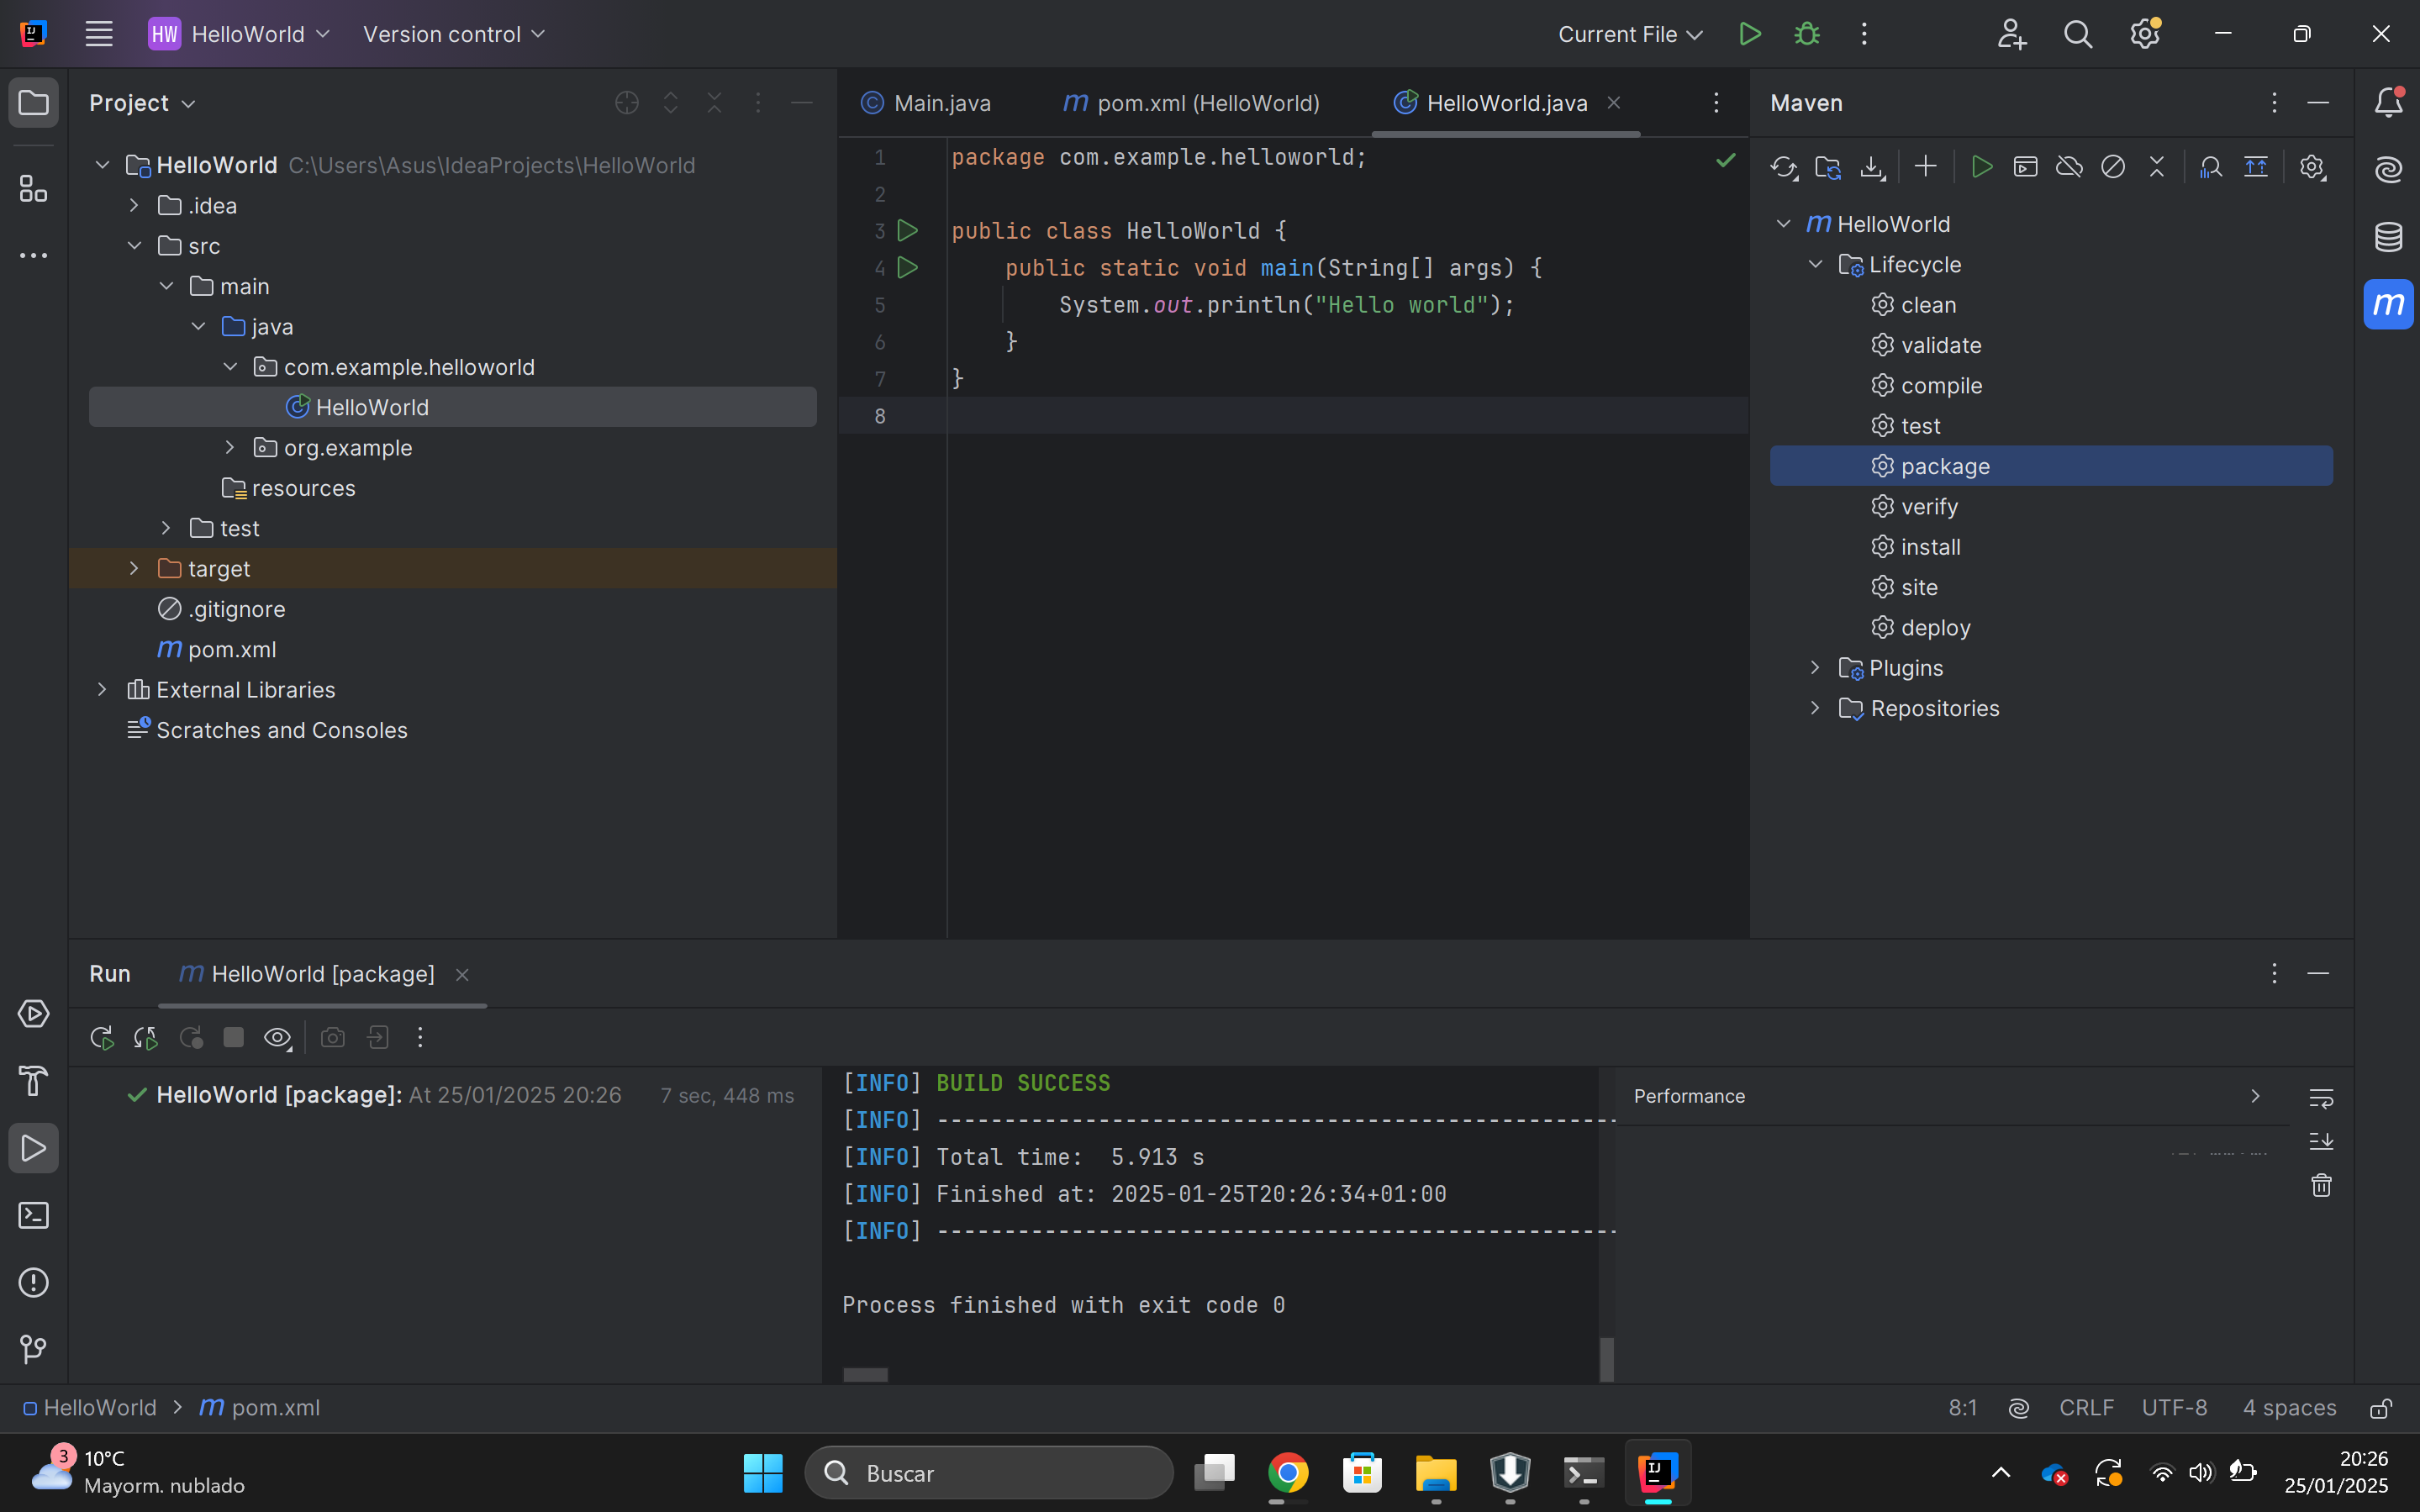 HW HelloWorld Version control Current File
Project
HelloWorld C:\Users\Asus\IdeaProjects\HelloWorld
.idea
src
main
java
com.example.helloworld
HelloWorld
org.example
resources
test
target
.gitignore
m pom.xml
External Libraries
Scratches and Consoles
Main.java m pom.xml (HelloWorld) HelloWorld.java
1 package com.example.helloworld;
2
3 public class HelloWorld {
4 public static void main(String[] args) {
5 System.out.println("Hello world");
6 }
7 }
8
Maven
m HelloWorld
Lifecycle
clean
validate
compile
test
package
verify
install
site
deploy
Plugins
Repositories
m
Run m HelloWorld [package]
HelloWorld [package]: At 25/01/2025 20:26 7 sec, 448 ms
[INFO] BUILD SUCCESS
[INFO] --------------------------------------------------
[INFO] Total time:  5.913 s
[INFO] Finished at: 2025-01-25T20:26:34+01:00
[INFO] --------------------------------------------------
Process finished with exit code 0
Performance
HelloWorld > m pom.xml 8:1 CRLF UTF-8 4 spaces
3 10°C
Mayorm. nublado
Buscar
20:26
25/01/2025